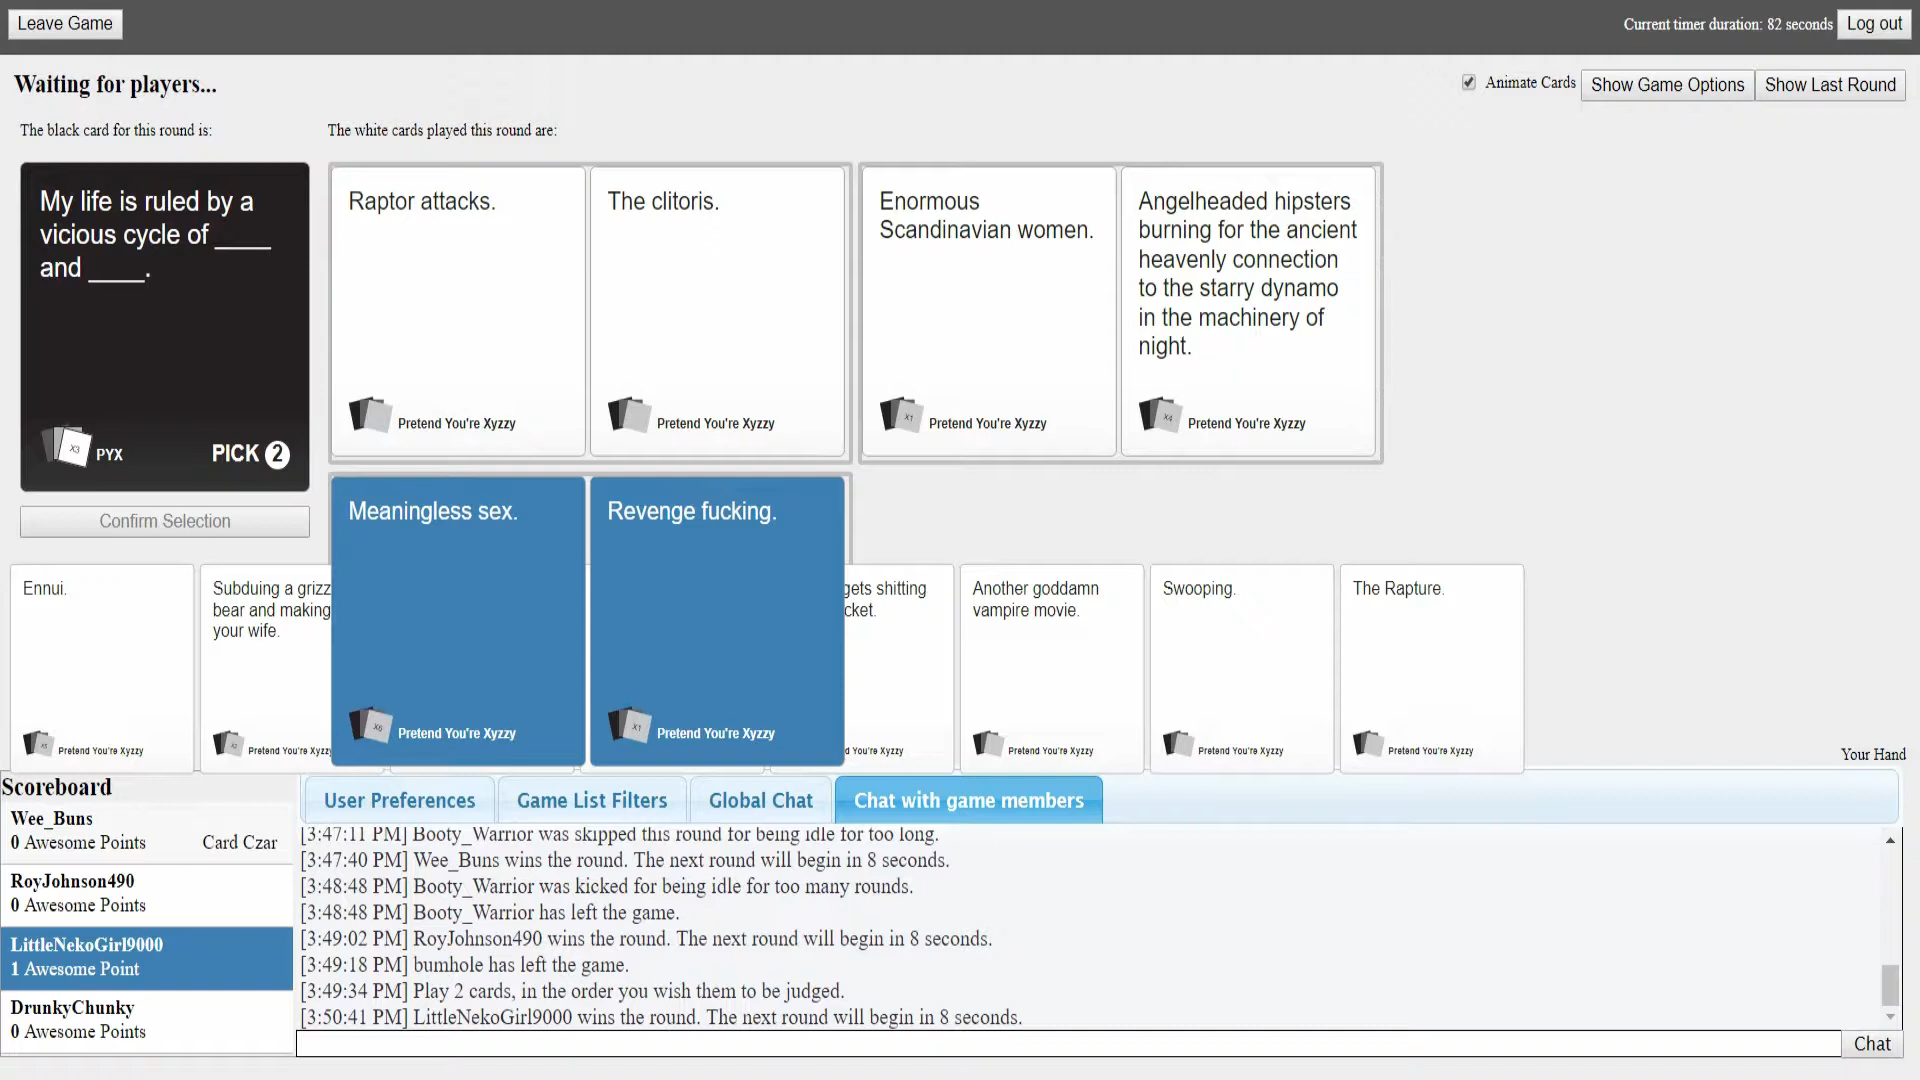 Leave Game
Current timer duration: 82 seconds
Log out
Waiting for players...
Animate Cards
Show Game Options
Show Last Round
The black card for this round is:
The white cards played this round are:
My life is ruled by a
vicious cycle of ____
and ____.
X3
PYX
PICK 2
Confirm Selection
Raptor attacks.
Pretend You're Xyzzy
The clitoris.
Pretend You're Xyzzy
Enormous
Scandinavian women.
X1
Pretend You're Xyzzy
Angelheaded hipsters
burning for the ancient
heavenly connection
to the starry dynamo
in the machinery of
night.
X4
Pretend You're Xyzzy
Meaningless sex.
X6
Pretend You're Xyzzy
Revenge fucking.
X1
Pretend You're Xyzzy
Ennui.
Pretend You're Xyzzy
Subduing a grizz
bear and making
your wife.
Pretend You're Xyzzy
gets shitting
cket.
d You're Xyzzy
Another goddamn
vampire movie.
Pretend You're Xyzzy
Swooping.
Pretend You're Xyzzy
The Rapture.
Pretend You're Xyzzy
Your Hand
Scoreboard
Wee_Buns
0 Awesome Points
Card Czar
RoyJohnson490
0 Awesome Points
LittleNekoGirl9000
1 Awesome Point
DrunkyChunky
0 Awesome Points
User Preferences
Game List Filters
Global Chat
Chat with game members
[3:47:11 PM] Booty_Warrior was skipped this round for being idle for too long.
[3:47:40 PM] Wee_Buns wins the round. The next round will begin in 8 seconds.
[3:48:48 PM] Booty_Warrior was kicked for being idle for too many rounds.
[3:48:48 PM] Booty_Warrior has left the game.
[3:49:02 PM] RoyJohnson490 wins the round. The next round will begin in 8 seconds.
[3:49:18 PM] bumhole has left the game.
[3:49:34 PM] Play 2 cards, in the order you wish them to be judged.
[3:50:41 PM] LittleNekoGirl9000 wins the round. The next round will begin in 8 seconds.
Chat